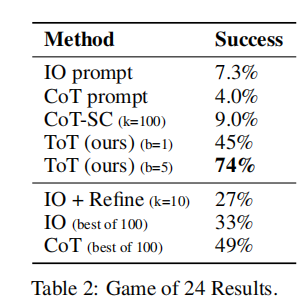 Method Success
IO prompt 7.3%
CoT prompt 4.0%
CoT-SC (k=100) 9.0%
ToT (ours) (b=1) 45%
ToT (ours) (b=5) 74%
IO + Refine (k=10) 27%
IO (best of 100) 33%
CoT (best of 100) 49%
Table 2: Game of 24 Results.